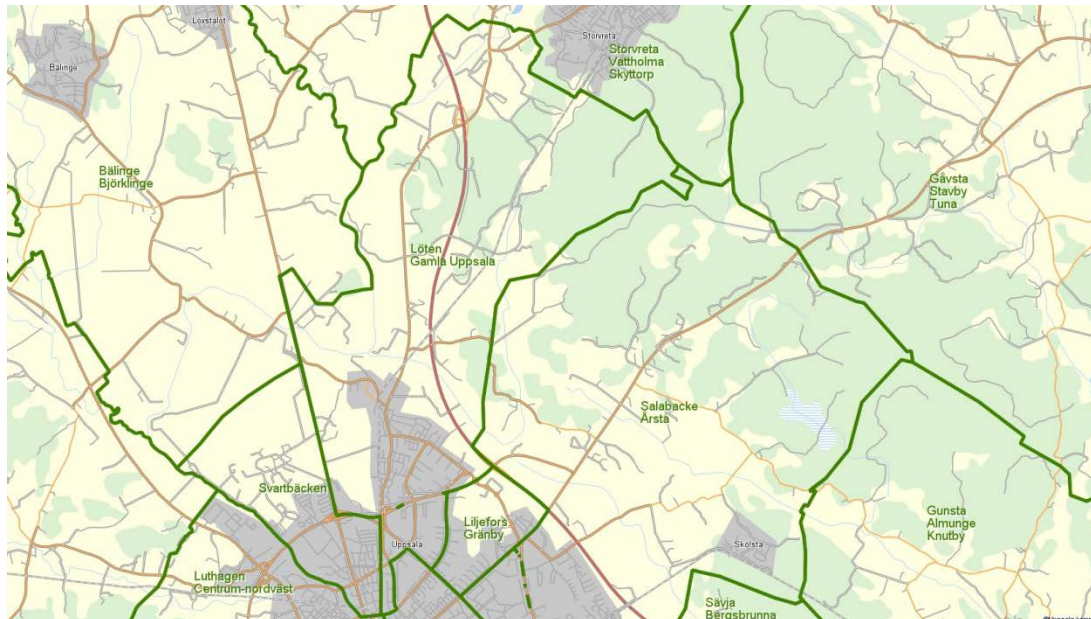 Lövstalöt
Storvreta
Storvreta
Vattholma
Skyttorp
Bälinge
Bälinge
Björklinge
Gåvsta
Stavby
Tuna
Löten
Gamla Uppsala
Salabacke
Årsta
Svartbäcken
Liljefors
Gränby
Uppsala
Skölsta
Gunsta
Almunge
Knutby
Luthagen
Centrum-nordväst
Sävja
Bergsbrunna